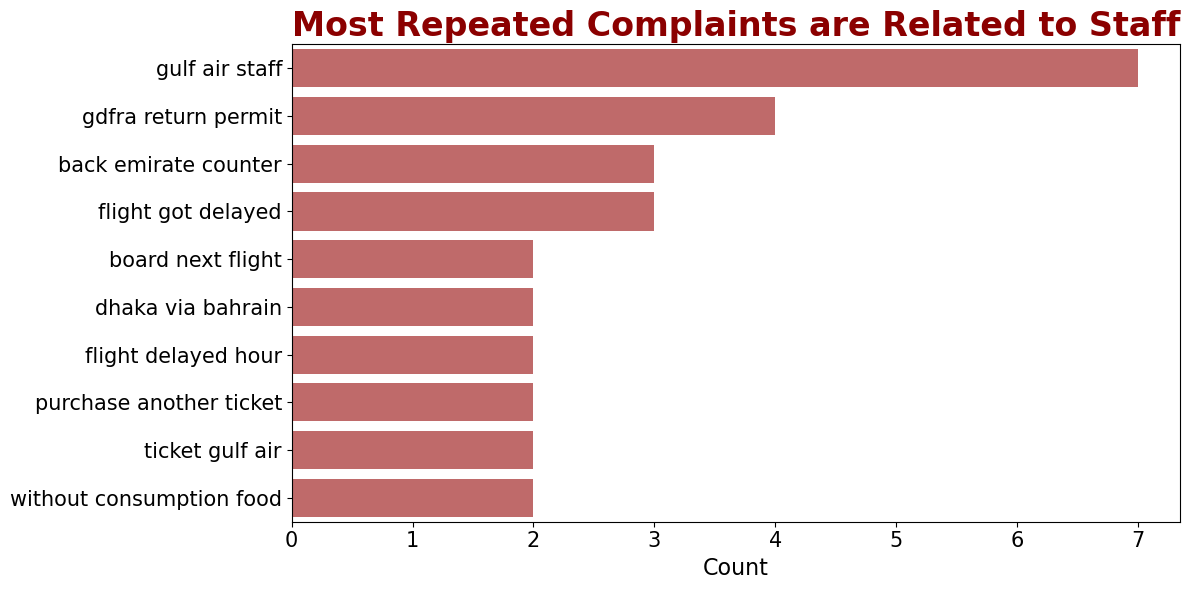 Most Repeated Complaints are Related to Staff
gulf air staff
gdfra return permit
back emirate counter
flight got delayed
board next flight
dhaka via bahrain
flight delayed hour
purchase another ticket
ticket gulf air
without consumption food
0 1 2 3 4 5 6 7
Count